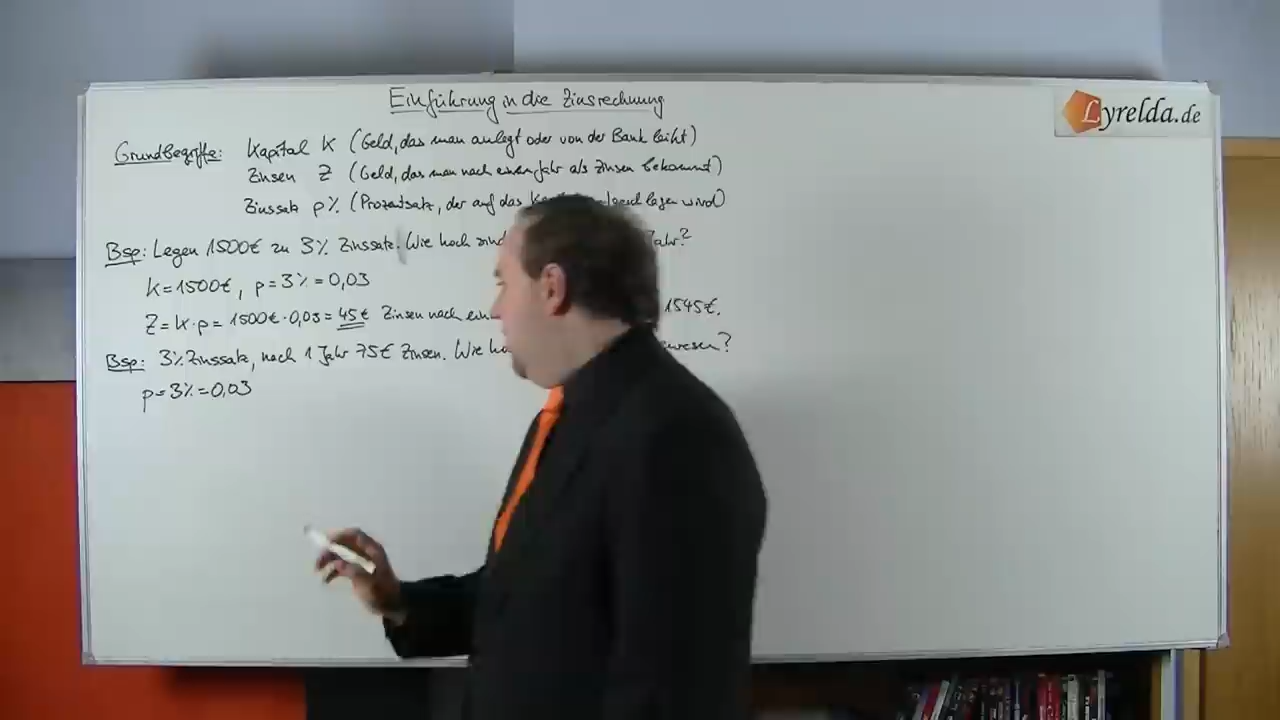 Einführung in die Zinsrechnung
Lyrelda.de
Grundbegriffe: Kapital K (Geld, das man anlegt oder von der Bank leiht)
Zinsen Z (Geld, das man nach einem Jahr als Zinsen bekommt)
Zinssatz p% (Prozentsatz, der auf das wird)
Bsp: Legen 1500€ zu 3% Zinssatz. Wie hoch sind Jahr?
K=1500€, p=3%=0,03
Z=K·p=1500€·0,03=45€ Zinsen nach 1545€.
Bsp: 3% Zinssatz, nach 1 Jahr 75€ Zinsen. Wie
p=3%=0,03